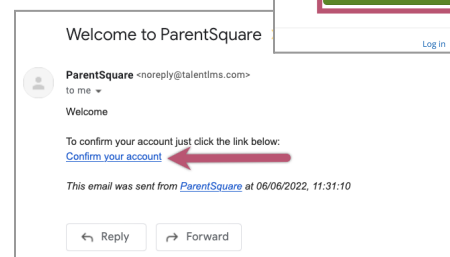 Welcome to ParentSquare
Log in
ParentSquare <noreply@talentlms.com>
to me
Welcome
To confirm your account just click the link below:
Confirm your account
This email was sent from ParentSquare at 06/06/2022, 11:31:10
Reply
Forward